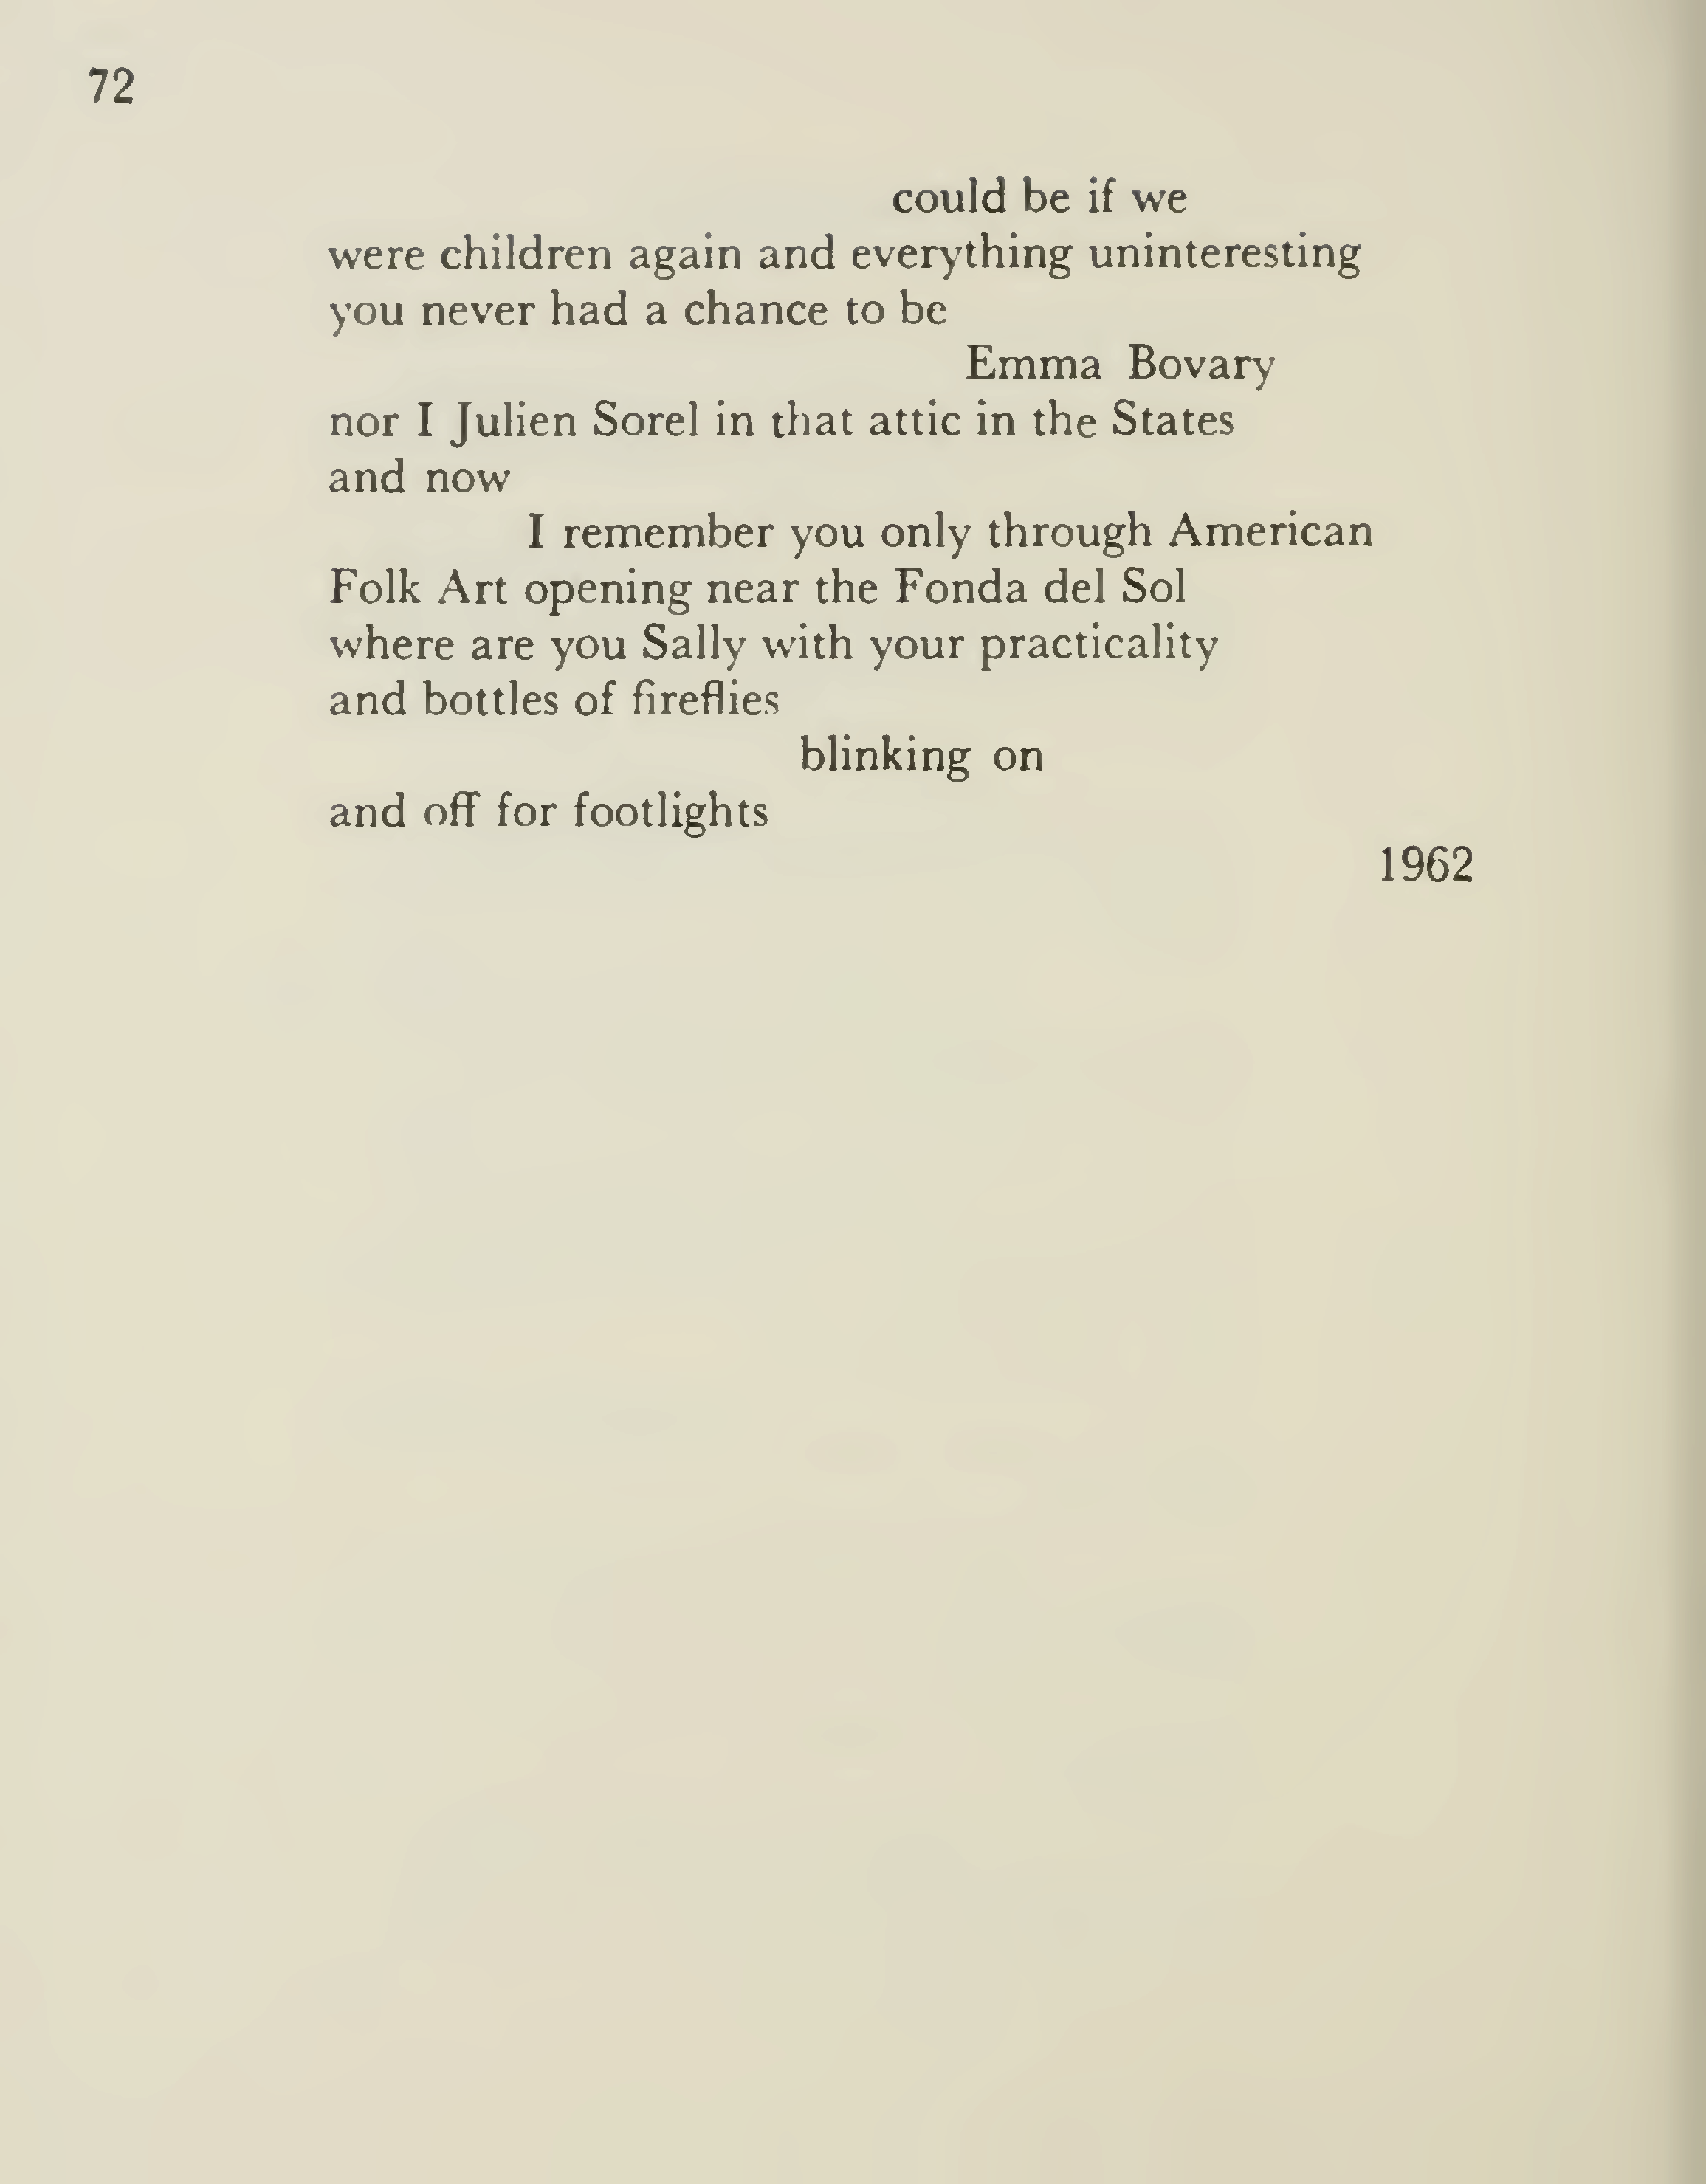 72
could be if we
were children again and everything uninteresting
you never had a chance to be
Emma Bovary
nor I Julien Sorel in that attic in the States
and now
I remember you only through American
Folk Art opening near the Fonda del Sol
where are you Sally with your practicality
and bottles of fireflies
blinking on
and off for footlights
1962